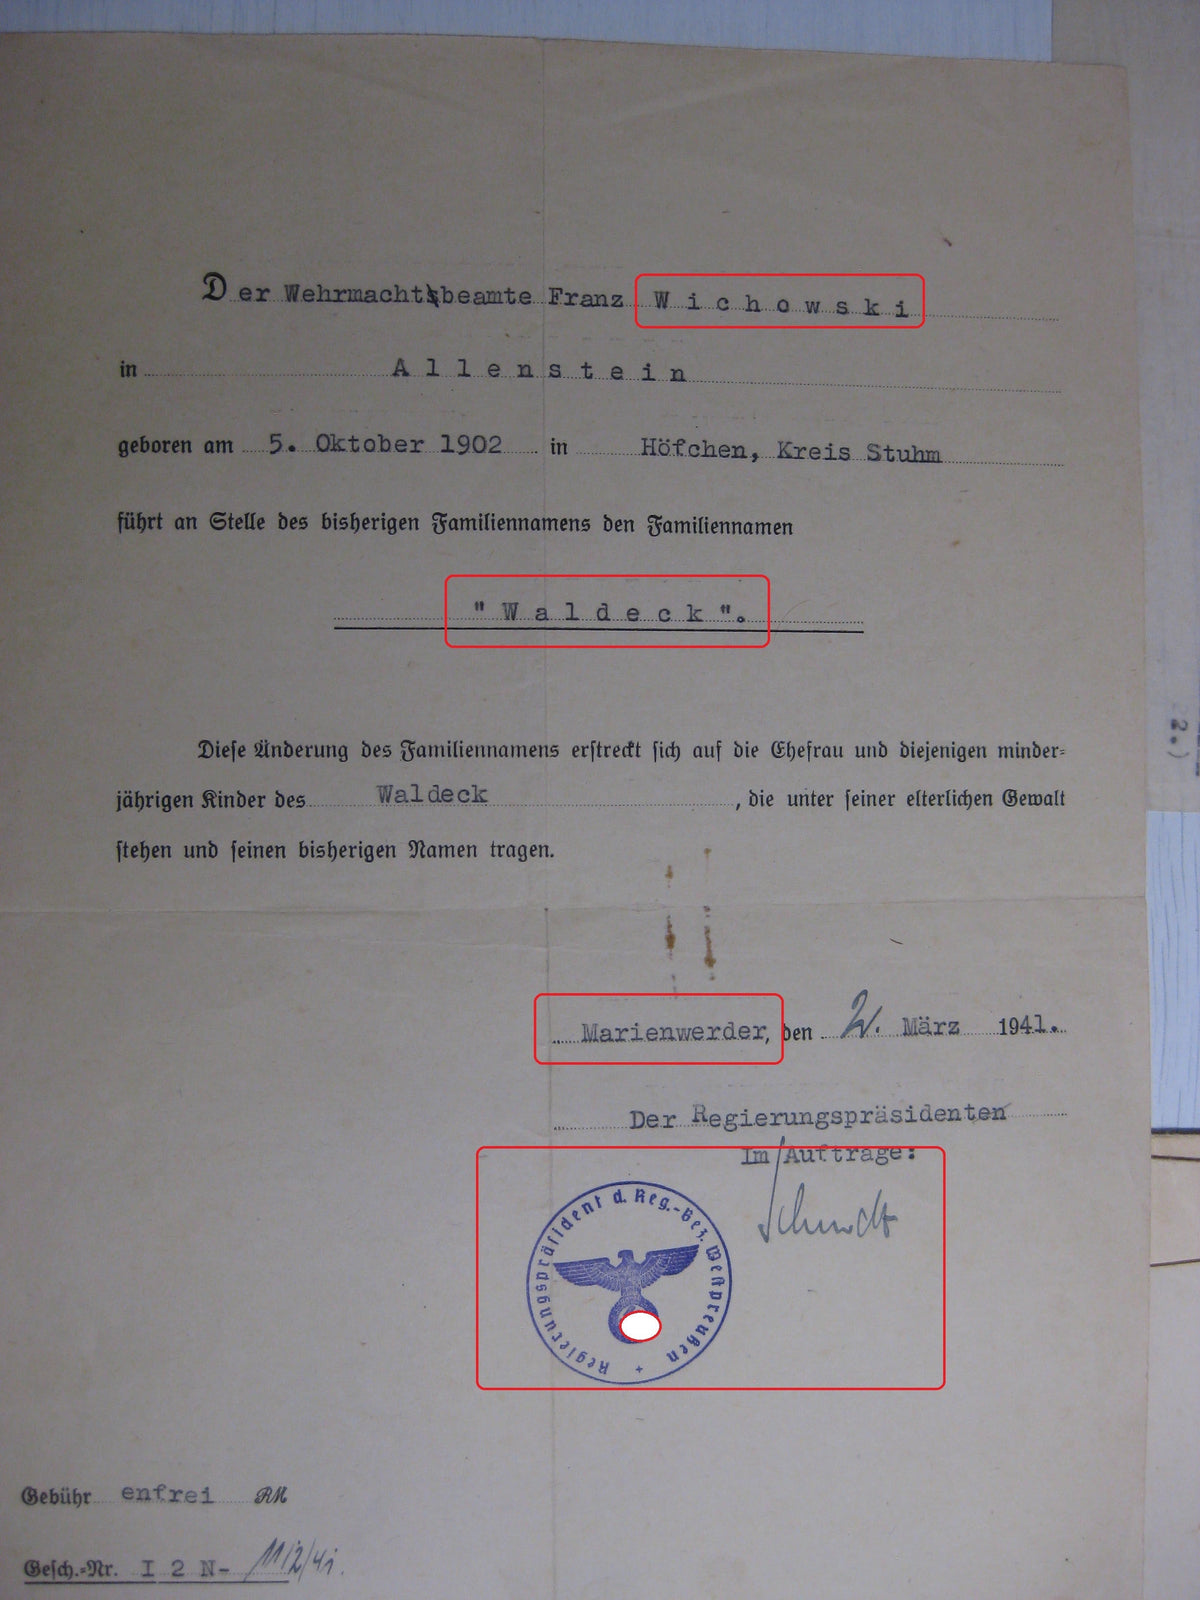 Der Wehrmachtsbeamte Franz Wichowski
in Allenstein
geboren am 5. Oktober 1902 in Höfchen, Kreis Stuhm
führt an Stelle des bisherigen Familiennamens den Familiennamen
"Waldeck".
Diese Änderung des Familiennamens erstreckt sich auf die Ehefrau und diejenigen minder=
jährigen Kinder des Waldeck, die unter seiner elterlichen Gewalt
stehen und seinen bisherigen Namen tragen.
Marienwerder, den März 1941.
Der Regierungspräsidenten
Im Auftrage:
Schmidt
Regierungspräsident d. Reg.-Bez. Westpreußen
Gebühr enfrei RM
Gesch.=Nr. I 2 N-
2.)